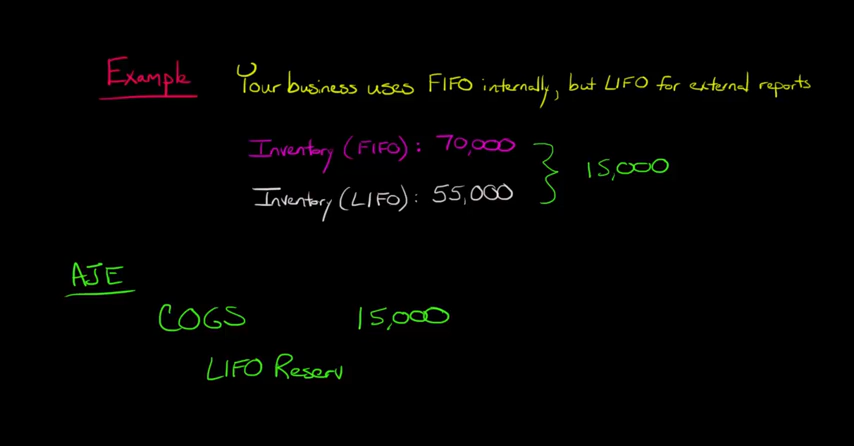 Example
Your business uses FIFO internally, but LIFO for external reports
Inventory (FIFO): 70,000
15,000
Inventory (LIFO): 55,000
AJE
COGS 15,000
LIFO Reserv